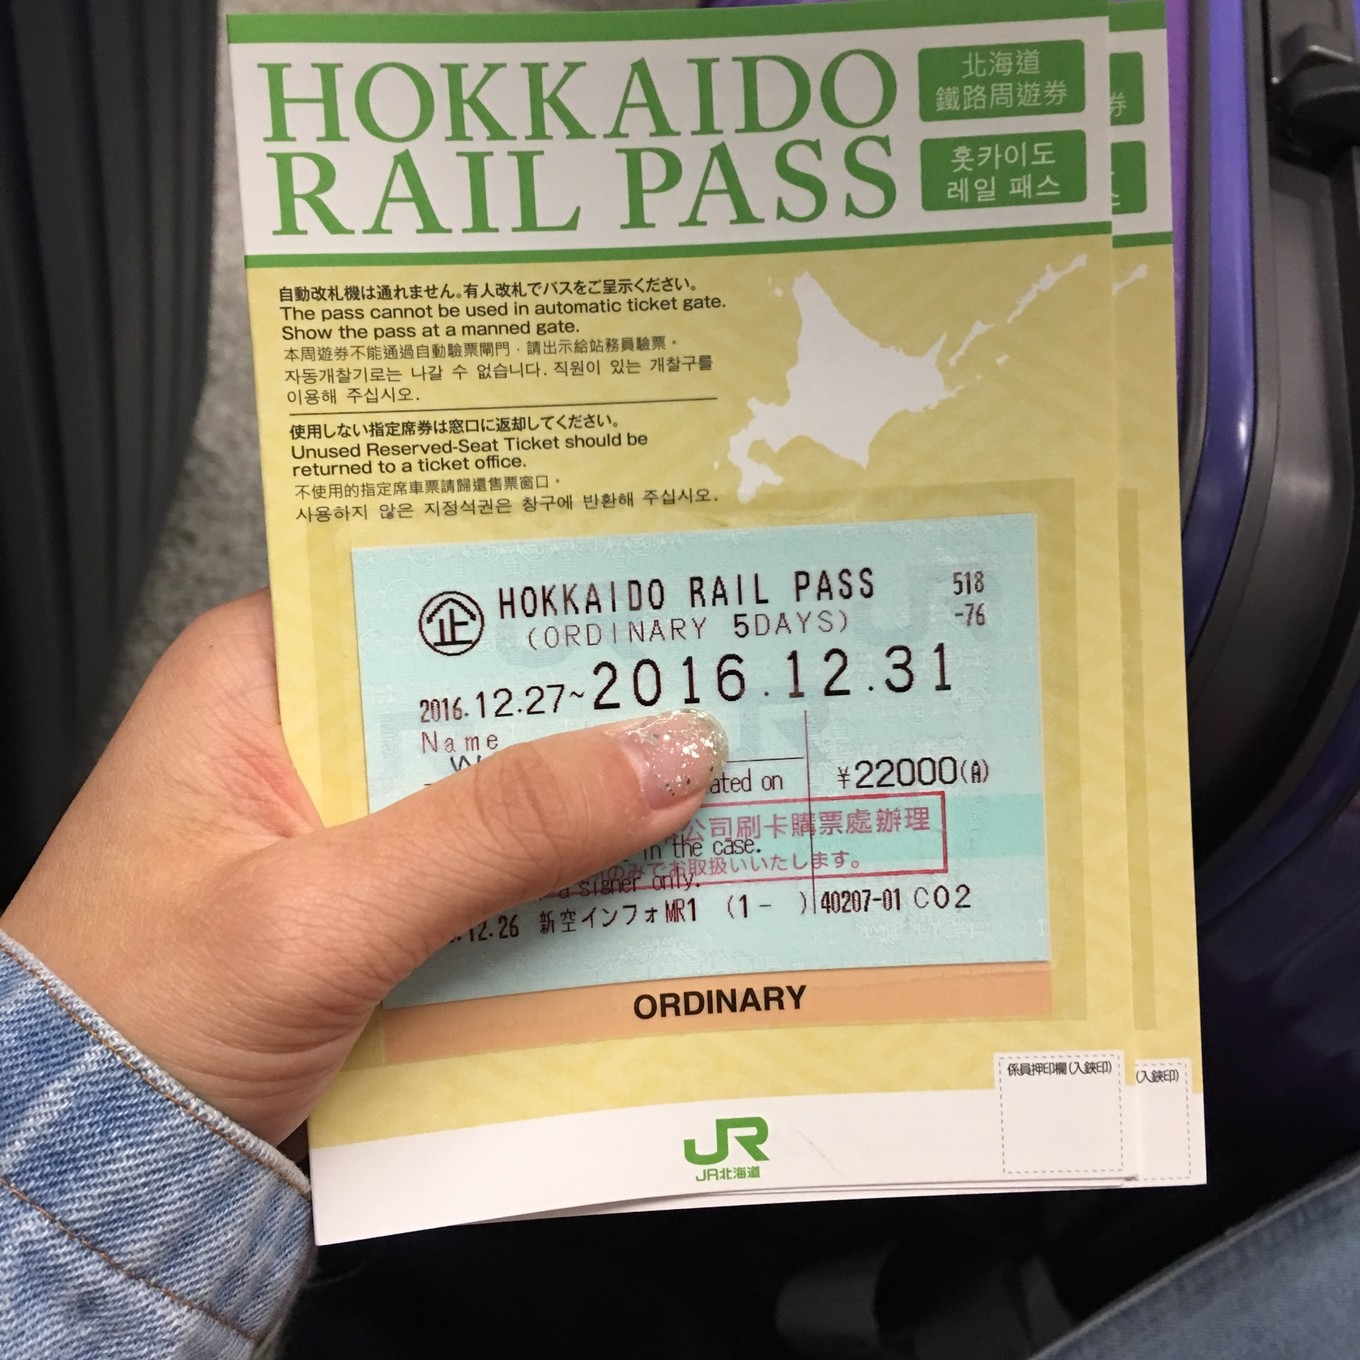 HOKKAIDO
RAIL PASS
北海道
鐵路周遊券
홋카이도
레일 패스
券
自動改札機は通れません。有人改札でパスをご呈示ください。
The pass cannot be used in automatic ticket gate.
Show the pass at a manned gate.
本周遊券不能通過自動驗票閘門，請出示給站務員驗票。
자동개찰기로는 나갈 수 없습니다. 직원이 있는 개찰구를
이용해 주십시오.
使用しない指定席券は窓口に返却してください。
Unused Reserved-Seat Ticket should be
returned to a ticket office.
不使用的指定席車票請歸還售票窗口。
사용하지 않은 지정석권은 창구에 반환해 주십시오.
企 HOKKAIDO RAIL PASS 518
(ORDINARY 5DAYS) -76
2016.12.27~2016.12.31
Name
ated on ¥22000(A)
公司刷卡購票處辦理
in the case.
のみでお取扱いいたします。
a signer only.
12.26 新空インフォMR1 (1- ) 40207-01 C02
ORDINARY
係員押印欄(入鋏印)
(入鋏印)
JR
JR北海道